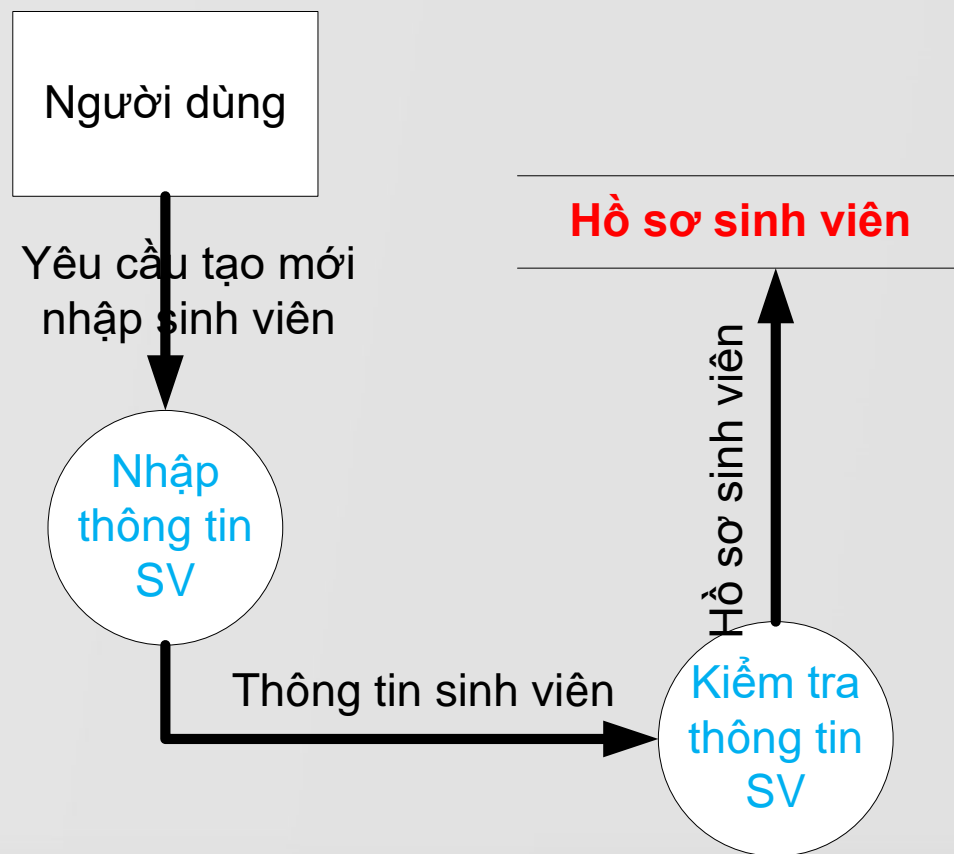 Người dùng
Yêu cầu tạo mới
nhập sinh viên
Nhập
thông tin
SV
Thông tin sinh viên
Kiểm tra
thông tin
SV
Hồ sơ sinh viên
Hồ sơ sinh viên